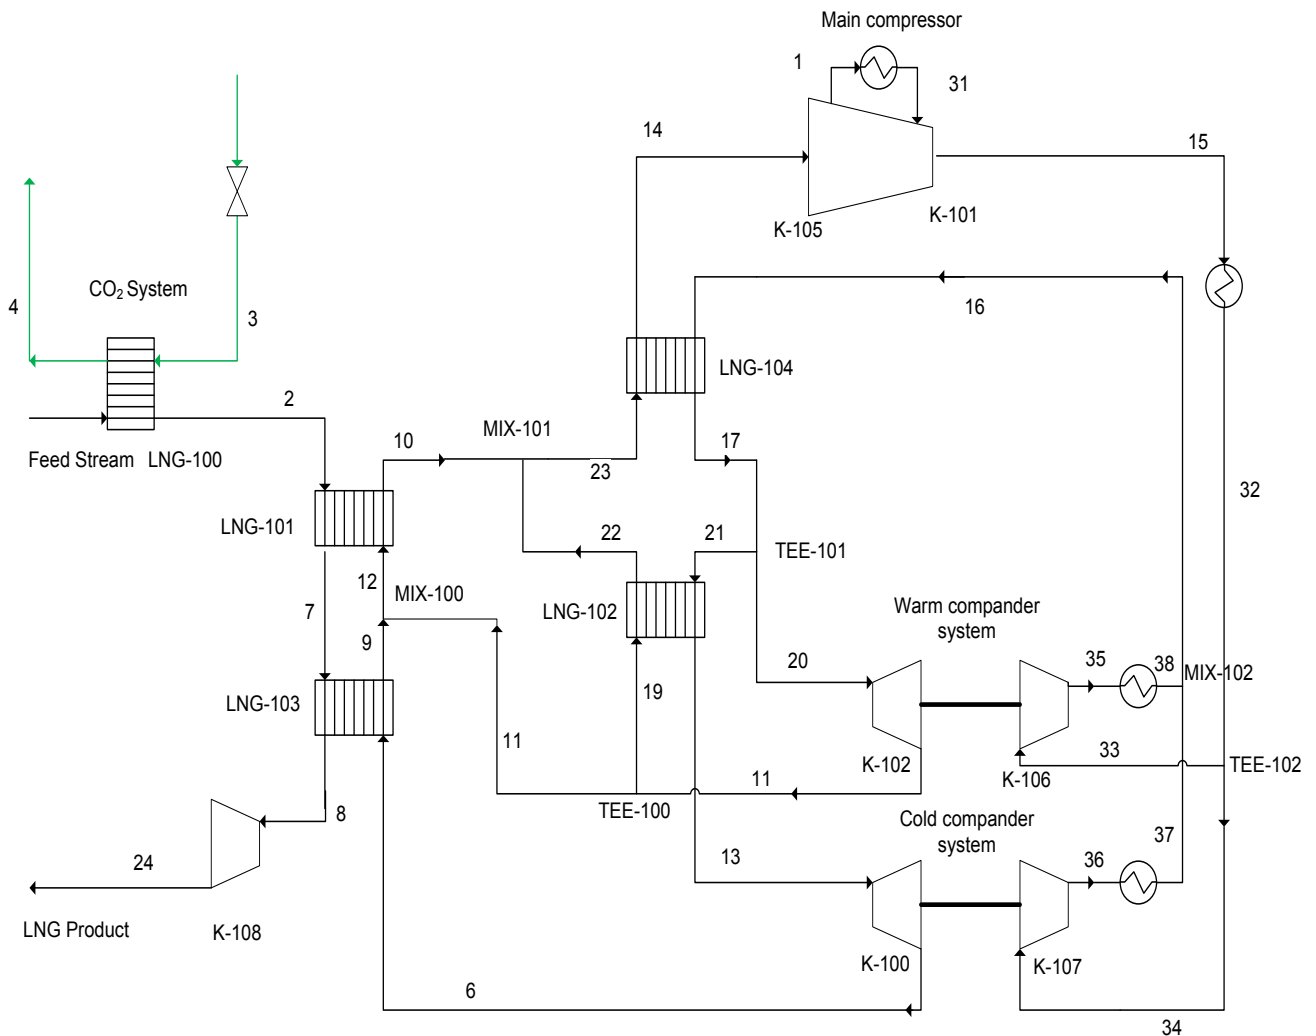 Main compressor
1
31
14
15
K-101
K-105
CO₂ System
4
3
16
LNG-104
2
10
MIX-101
17
Feed Stream
LNG-100
23
32
LNG-101
22
21
TEE-101
12
MIX-100
7
LNG-102
Warm compander
system
9
20
35
38
MIX-102
LNG-103
19
11
11
33
K-102
K-106
TEE-102
TEE-100
8
Cold compander
system
24
13
36
37
LNG Product
K-108
K-100
K-107
6
34